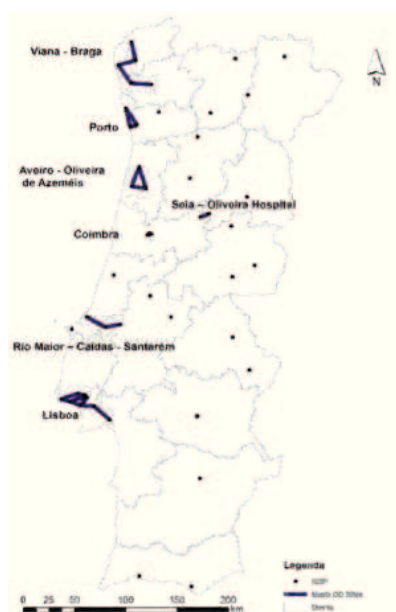 Viana - Braga
N
Porto
Aveiro - Oliveira
de Azeméis
Seia – Oliveira Hospital
Coimbra
Rio Maior – Caldas - Santarém
Lisboa
Legenda
0 25 50 100 150 200
km